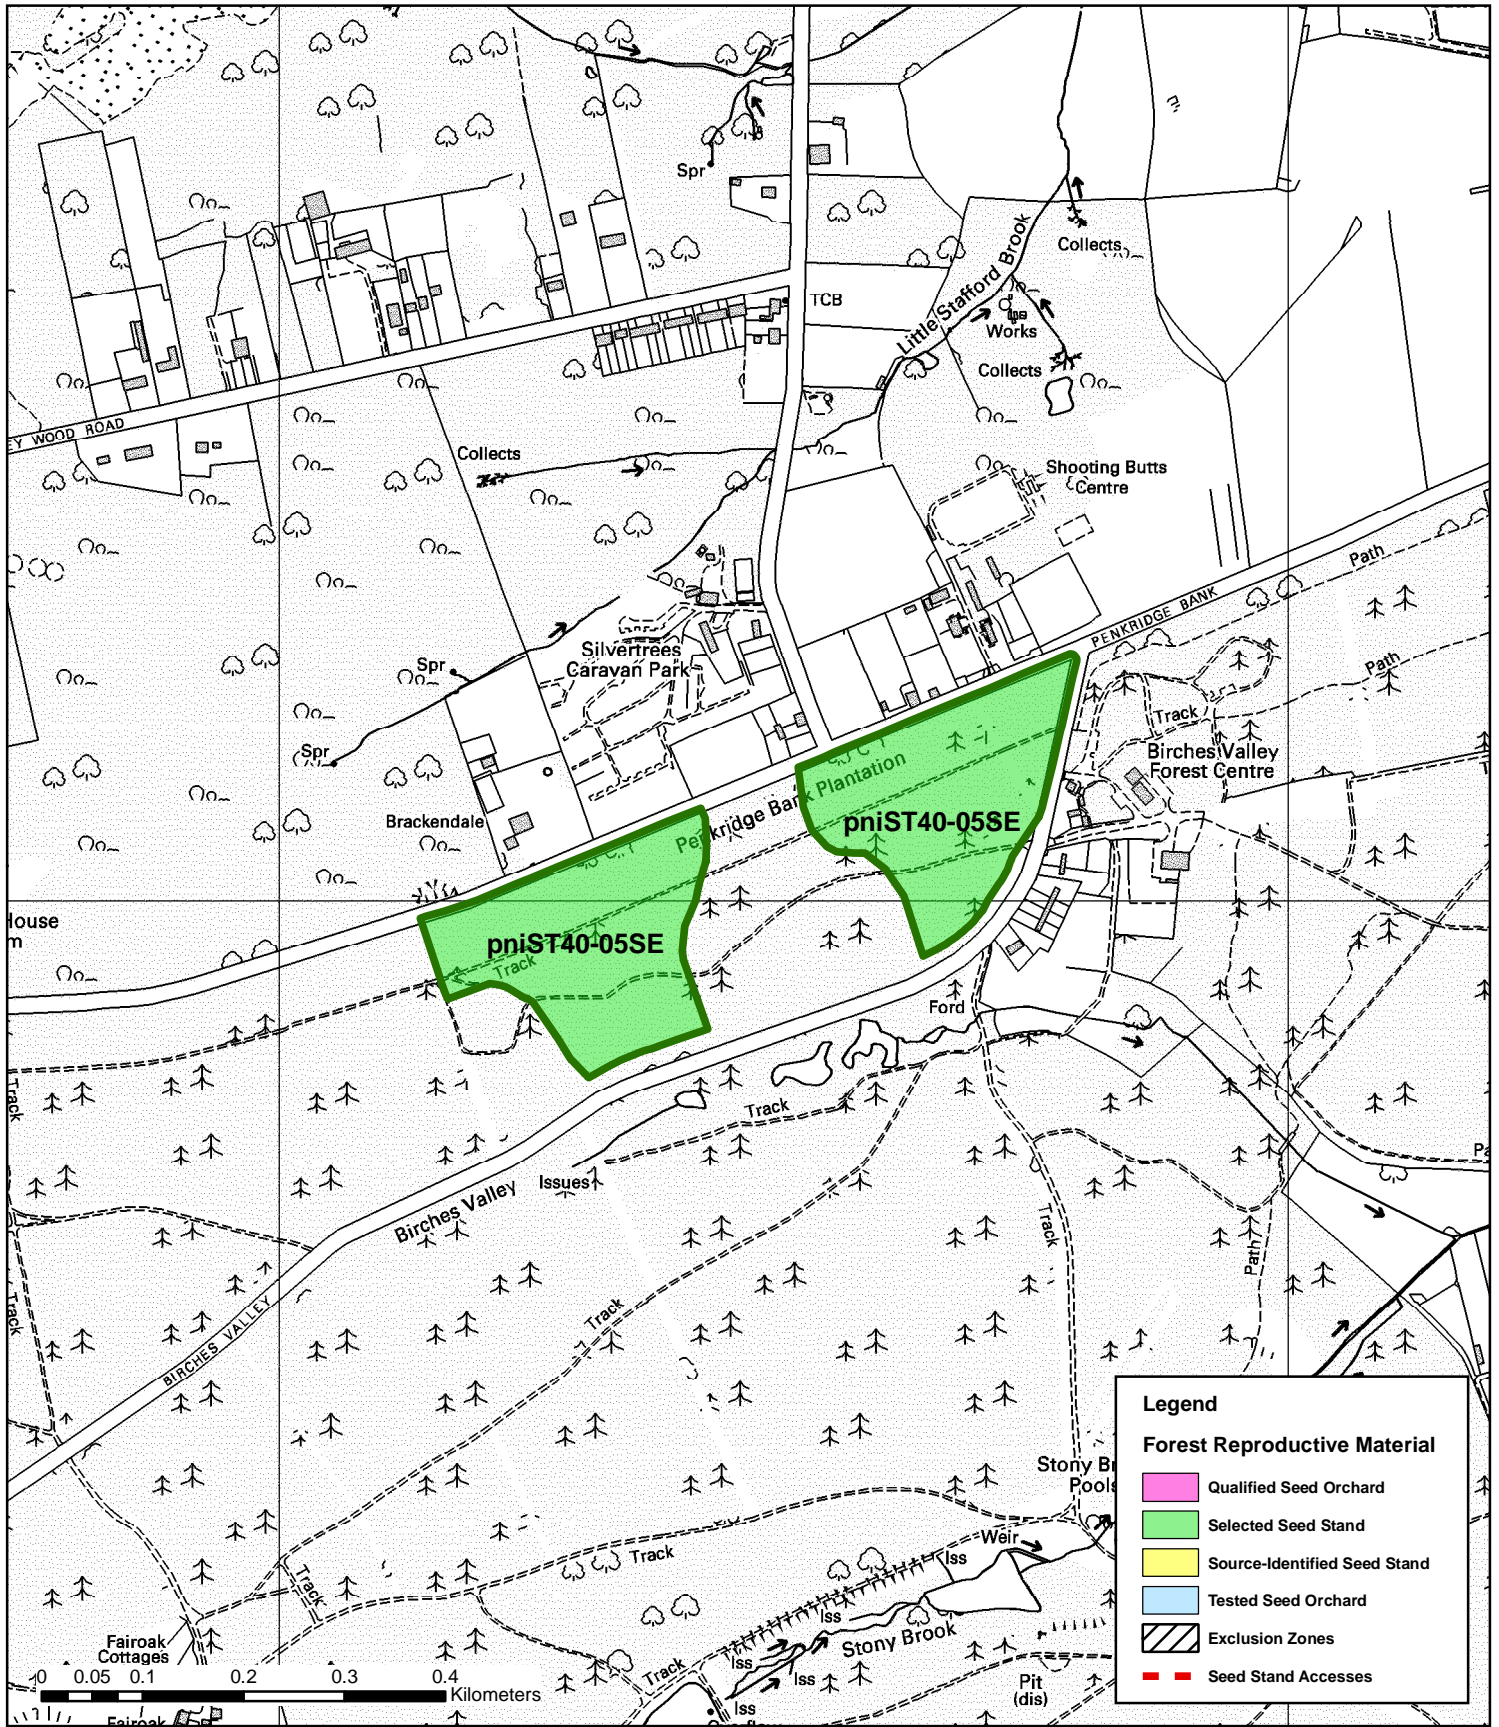 Spr
Collects
Little Stafford Brook
TCB
Works
Collects
EY WOOD ROAD
Collects
Shooting Butts
Centre
Path
PENKRIDGE BANK
Silvertrees
Caravan Park
Spr
Path
Track
Spr
Birches Valley
Forest Centre
Penkridge Bank Plantation
Brackendale
pniST40-05SE
House
m
pniST40-05SE
Track
Ford
Track
Track
Issues
Birches Valley
Track
Path
Pa
Track
Track
BIRCHES VALLEY
Legend
Forest Reproductive Material
Qualified Seed Orchard
Selected Seed Stand
Source-Identified Seed Stand
Tested Seed Orchard
Exclusion Zones
Seed Stand Accesses
Stony Br
Pools
Weir
Iss
Track
Track
Iss
Stony Brook
Fairoak
Cottages
Iss
Iss
Track
Pit
(dis)
0 0.05 0.1 0.2 0.3 0.4
Kilometers
Iss
Fairoak